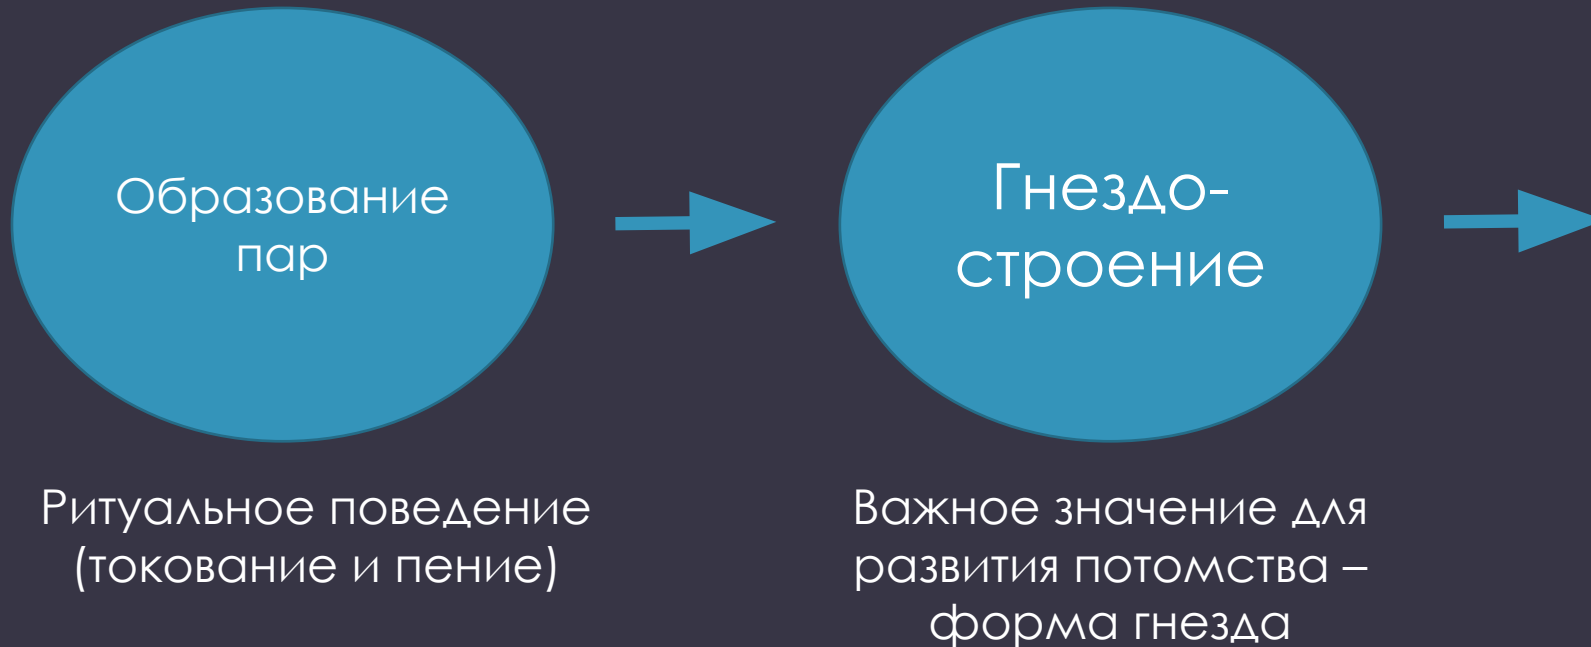 Образование
пар
Гнездо-
строение
Ритуальное поведение
(токование и пение)
Важное значение для
развития потомства –
форма гнезда